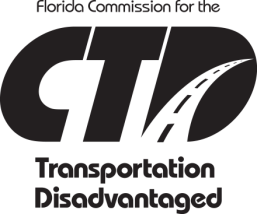 Florida Commission for the
CTD
Transportation
Disadvantaged